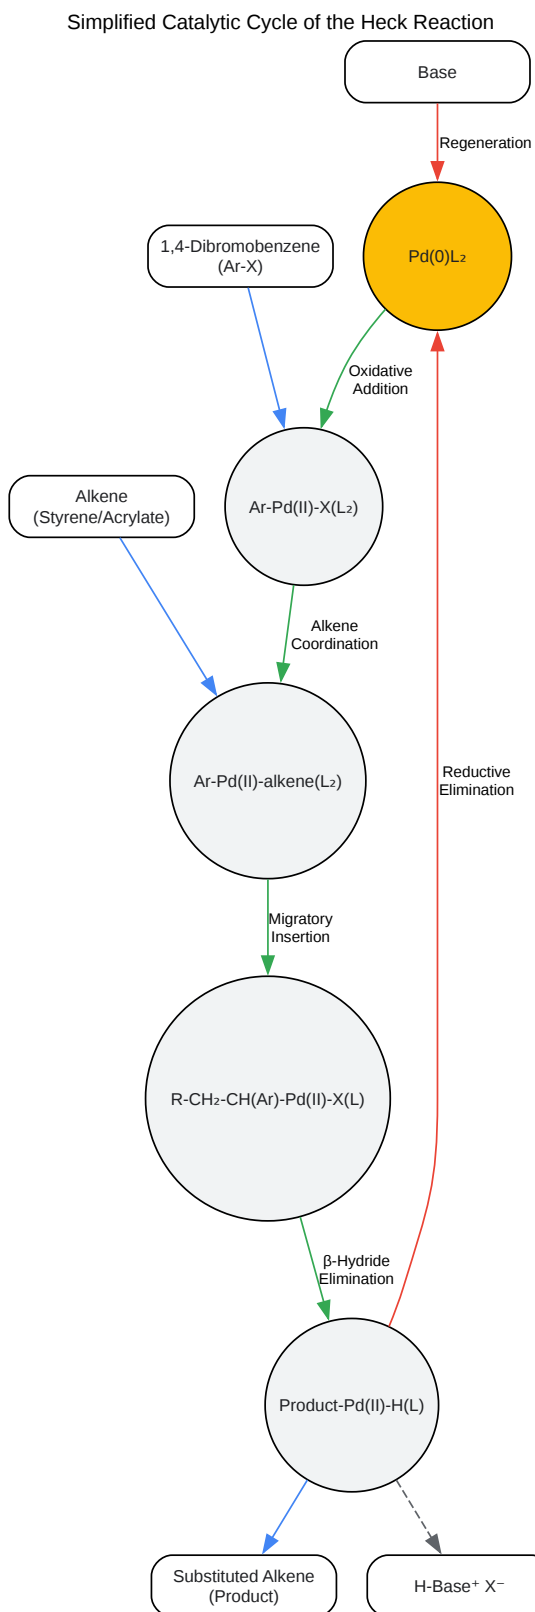 Simplified Catalytic Cycle of the Heck Reaction
Base
Regeneration
Pd(0)L₂
1,4-Dibromobenzene
(Ar-X)
Oxidative
Addition
Ar-Pd(II)-X(L₂)
Alkene
(Styrene/Acrylate)
Alkene
Coordination
Ar-Pd(II)-alkene(L₂)
Reductive
Elimination
Migratory
Insertion
R-CH₂-CH(Ar)-Pd(II)-X(L)
β-Hydride
Elimination
Product-Pd(II)-H(L)
Substituted Alkene
(Product)
H-Base⁺ X⁻